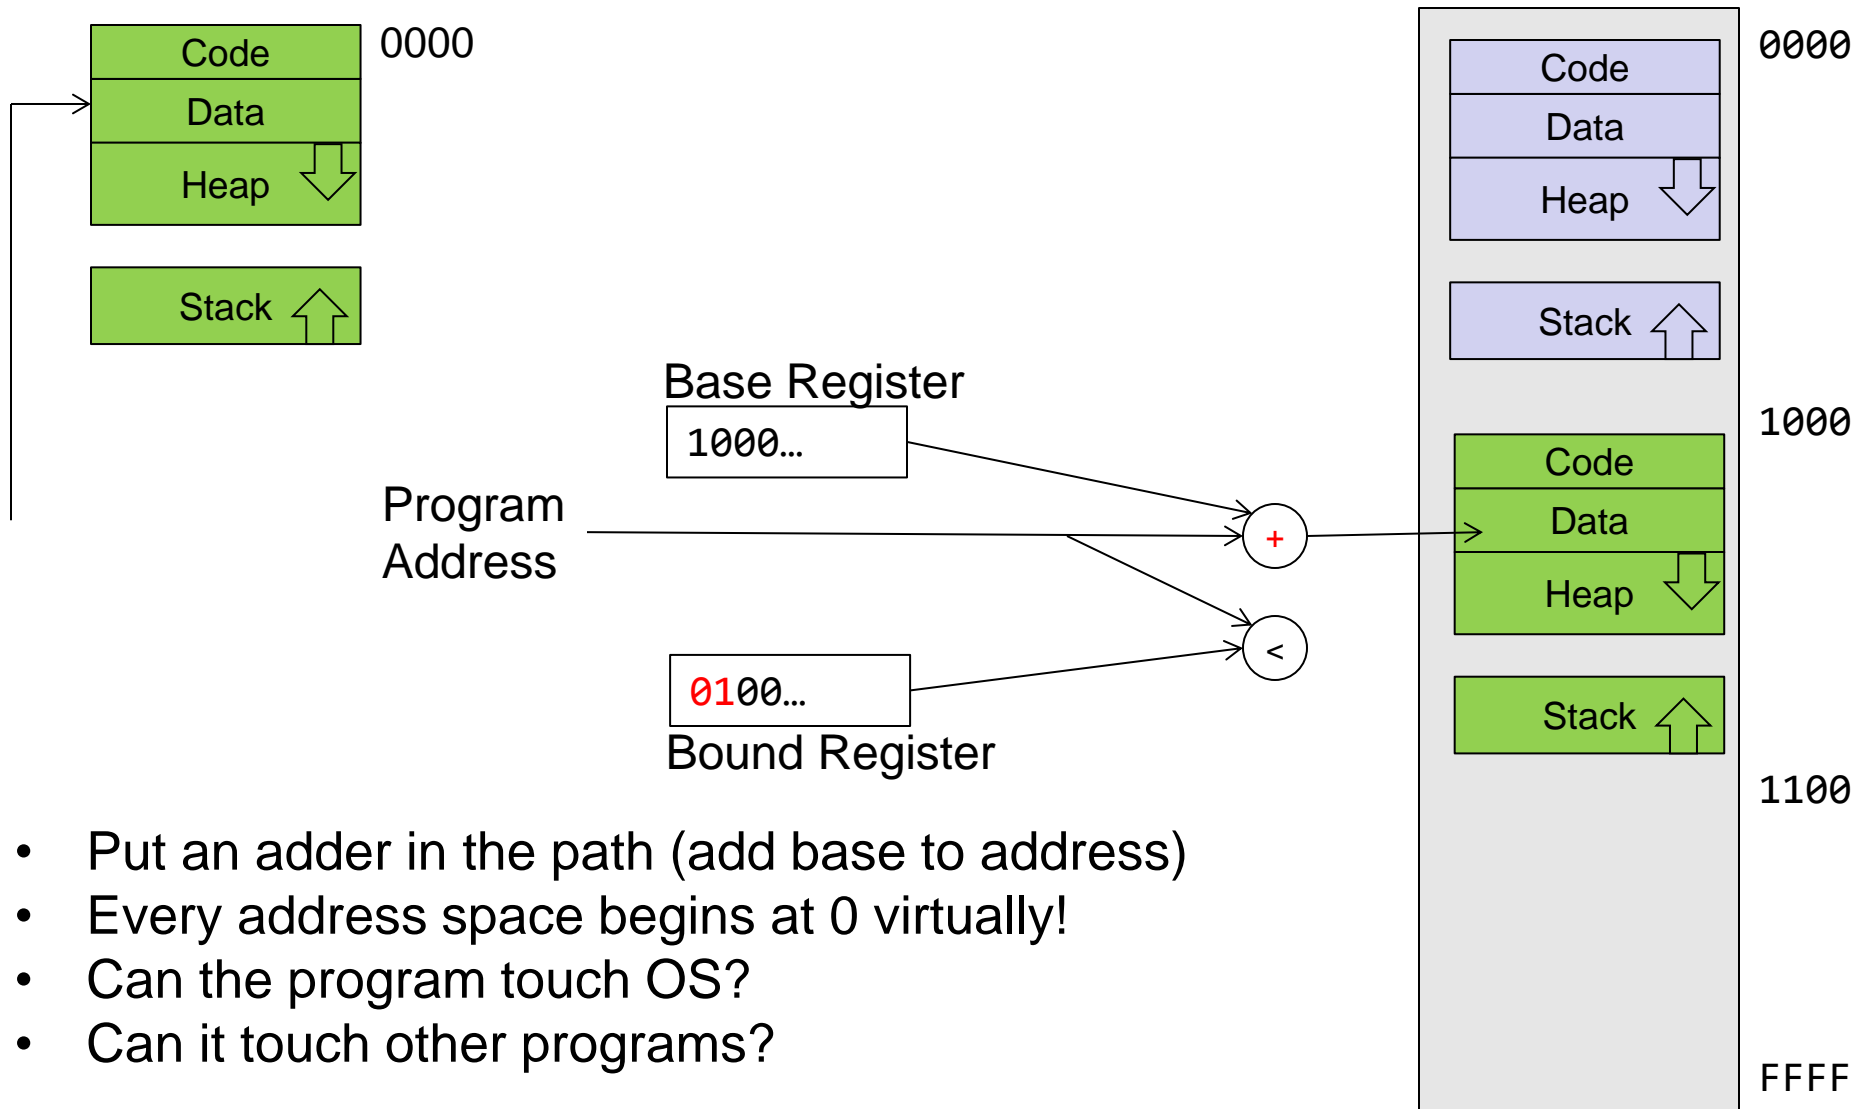 Code
0000
Data
Heap
Stack
Base Register
1000…
Program
Address
+
<
0100…
Bound Register
Code
0000
Data
Heap
Stack
1000
Code
Data
Heap
Stack
1100
FFFF
• Put an adder in the path (add base to address)
• Every address space begins at 0 virtually!
• Can the program touch OS?
• Can it touch other programs?